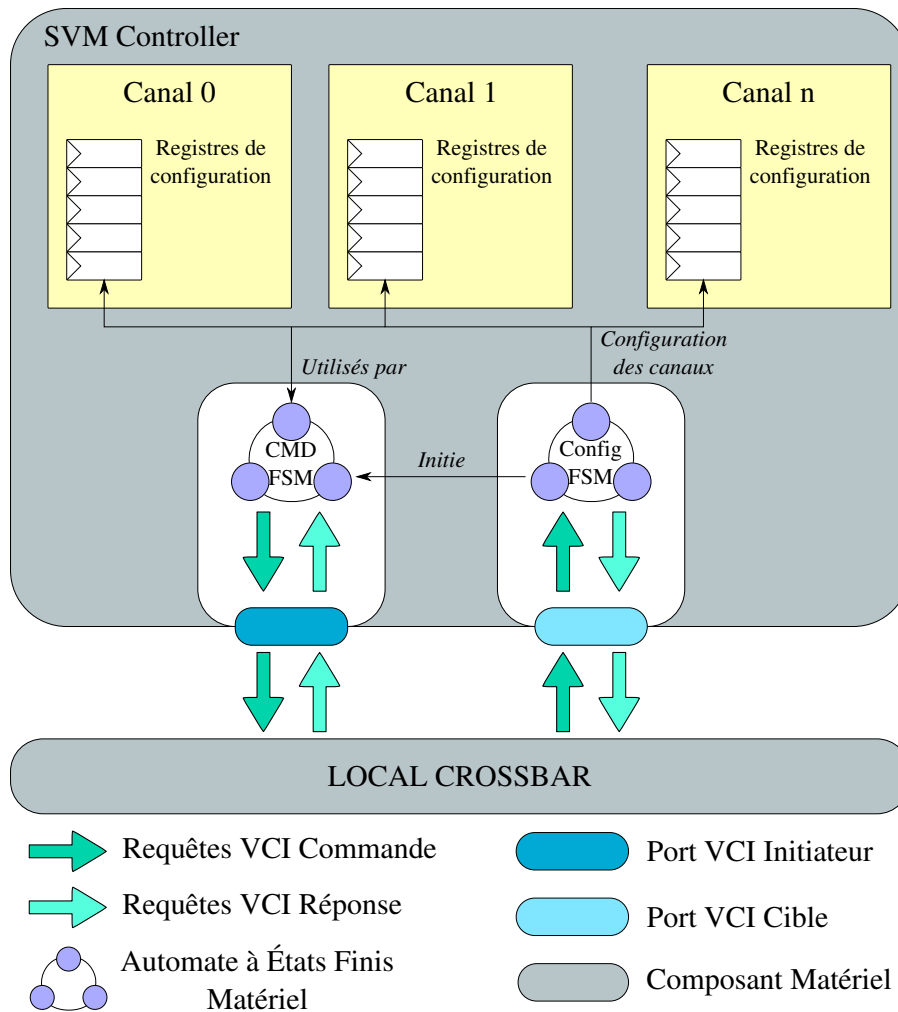 SVM Controller
Canal 0
Registres de
configuration
Canal 1
Registres de
configuration
Canal n
Registres de
configuration
Utilisés par
Configuration
des canaux
CMD
FSM
Initie
Config
FSM
LOCAL CROSSBAR
Requêtes VCI Commande
Requêtes VCI Réponse
Automate à États Finis
Matériel
Port VCI Initiateur
Port VCI Cible
Composant Matériel